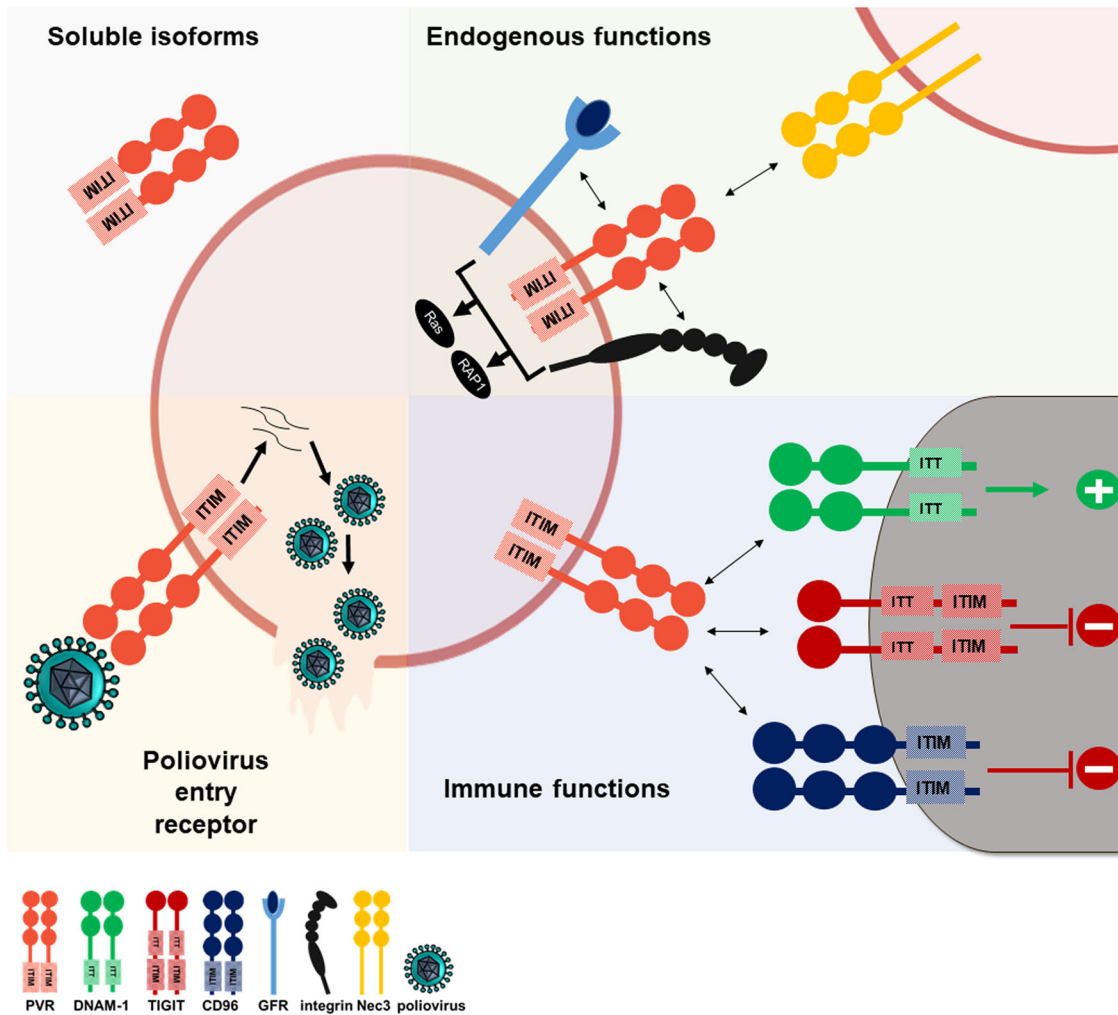 Soluble isoforms
Endogenous functions
ITIM
ITIM
ITIM
ITIM
Ras
RAP1
ITIM
ITIM
Poliovirus
entry
receptor
ITIM
ITIM
Immune functions
ITT
ITT
+
ITT ITIM
ITT ITIM
−
ITIM
ITIM
−
ITIM ITIM
ITT ITT
ITT ITT
ITIM ITIM
ITIM ITIM
PVR DNAM-1 TIGIT CD96 GFR integrin Nec3 poliovirus